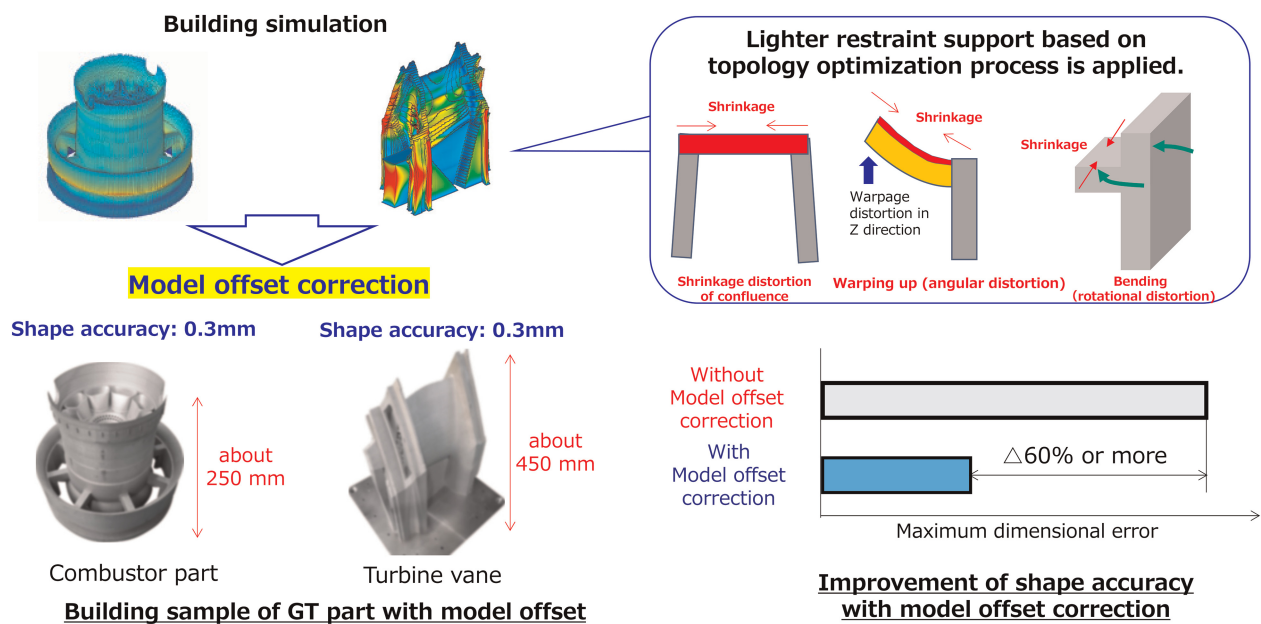 Building simulation
Lighter restraint support based on
topology optimization process is applied.
Shrinkage
Shrinkage
Shrinkage
Warpage
distortion in
Z direction
Shrinkage distortion
of confluence
Warping up (angular distortion)
Bending
(rotational distortion)
Model offset correction
Shape accuracy: 0.3mm
Shape accuracy: 0.3mm
about
250 mm
about
450 mm
Combustor part
Turbine vane
Building sample of GT part with model offset
Without
Model offset
correction
With
Model offset
correction
△60% or more
Maximum dimensional error
Improvement of shape accuracy
with model offset correction